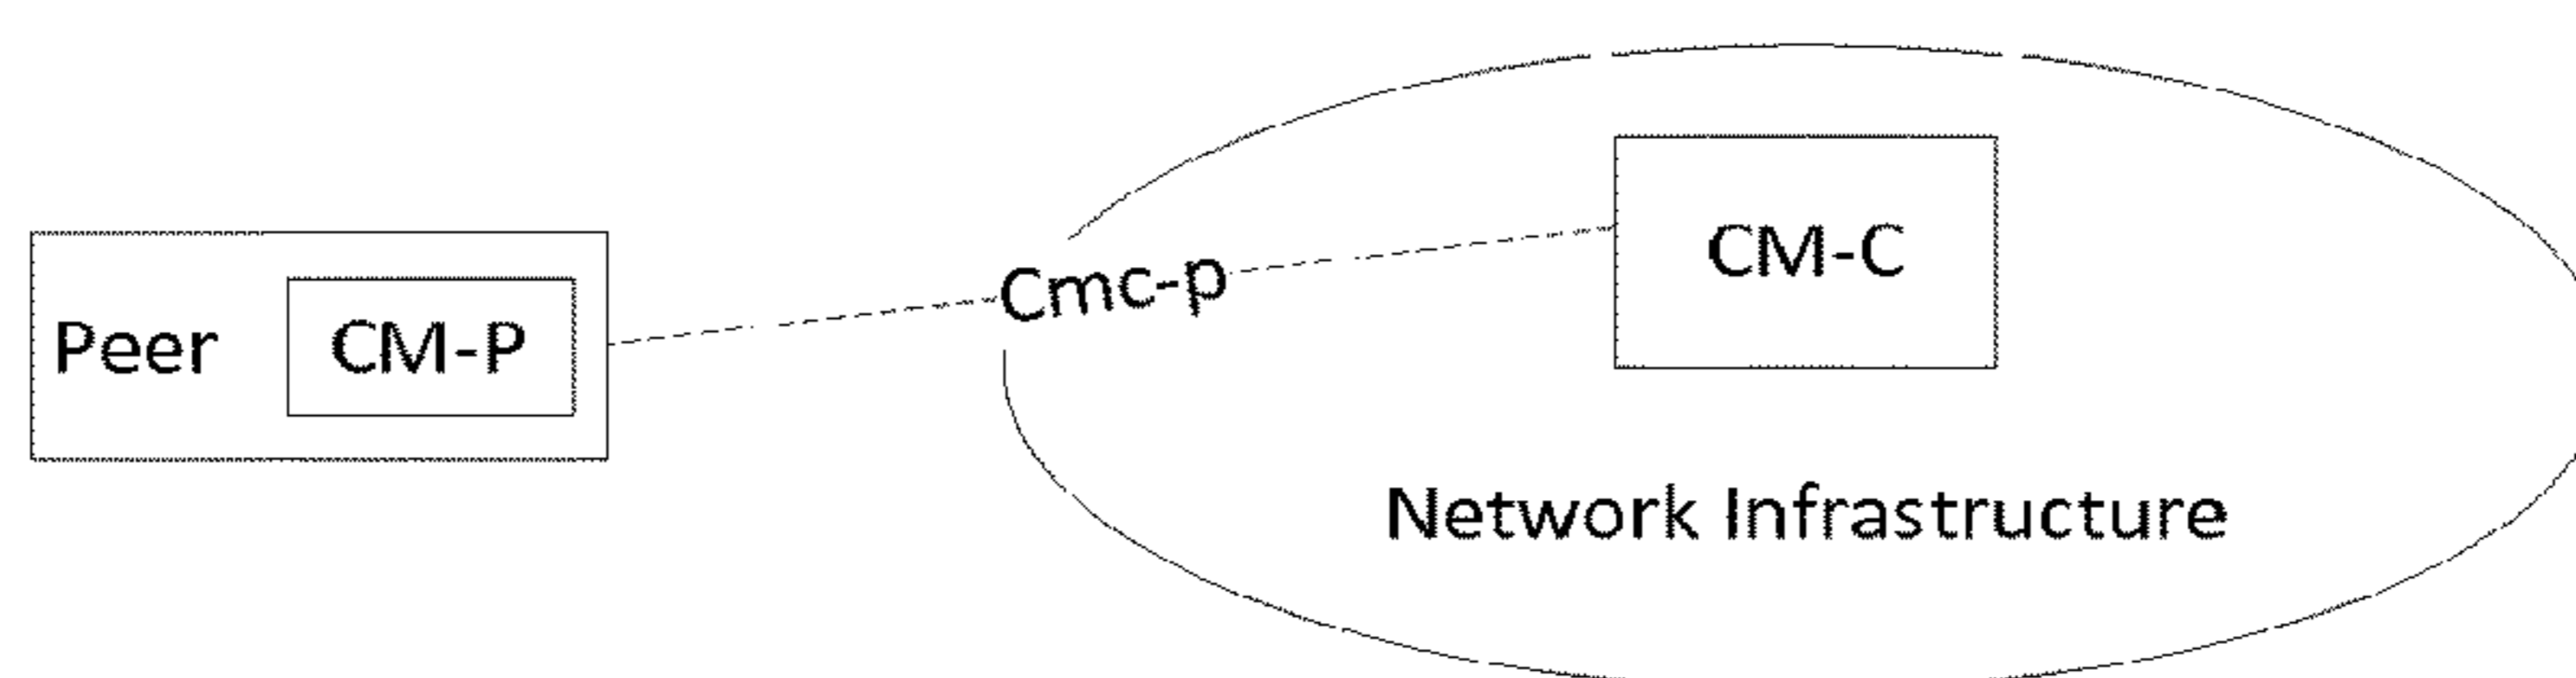 Peer
CM-P
Cmc-p
CM-C
Network Infrastructure